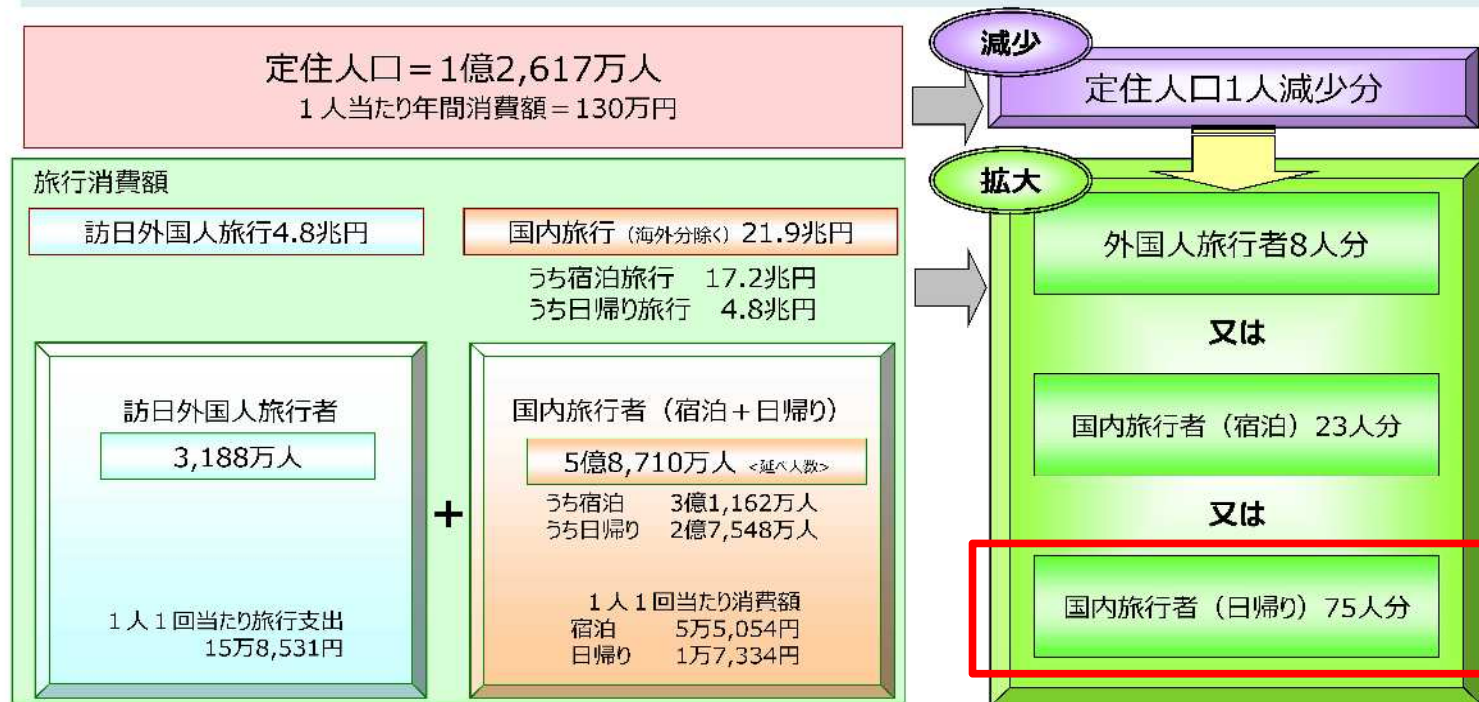 定住人口＝1億2,617万人
１人当たり年間消費額＝130万円
減少
定住人口1人減少分
旅行消費額
訪日外国人旅行4.8兆円
国内旅行（海外分除く）21.9兆円
うち宿泊旅行　17.2兆円
うち日帰り旅行　4.8兆円
訪日外国人旅行者
3,188万人
１人１回当たり旅行支出
15万8,531円
＋
国内旅行者（宿泊＋日帰り）
5億8,710万人 <延べ人数>
うち宿泊　3億1,162万人
うち日帰り　2億7,548万人
１人１回当たり消費額
宿泊　5万5,054円
日帰り　1万7,334円
拡大
外国人旅行者8人分
又は
国内旅行者（宿泊）23人分
又は
国内旅行者（日帰り）75人分